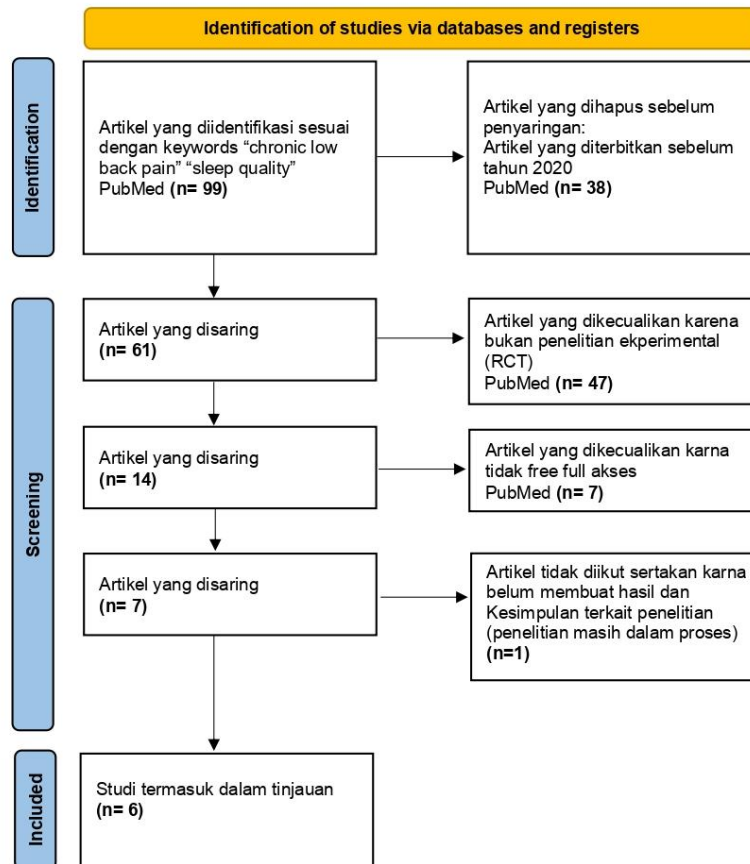 Identification of studies via databases and registers
Identification
Artikel yang diidentifikasi sesuai
dengan keywords “chronic low
back pain” “sleep quality”
PubMed (n= 99)
Artikel yang dihapus sebelum
penyaringan:
Artikel yang diterbitkan sebelum
tahun 2020
PubMed (n= 38)
Screening
Artikel yang disaring
(n= 61)
Artikel yang dikecualikan karena
bukan penelitian ekperimental
(RCT)
PubMed (n= 47)
Artikel yang disaring
(n= 14)
Artikel yang dikecualikan karna
tidak free full akses
PubMed (n= 7)
Artikel yang disaring
(n= 7)
Artikel tidak diikut sertakan karna
belum membuat hasil dan
Kesimpulan terkait penelitian
(penelitian masih dalam proses)
(n=1)
Included
Studi termasuk dalam tinjauan
(n= 6)